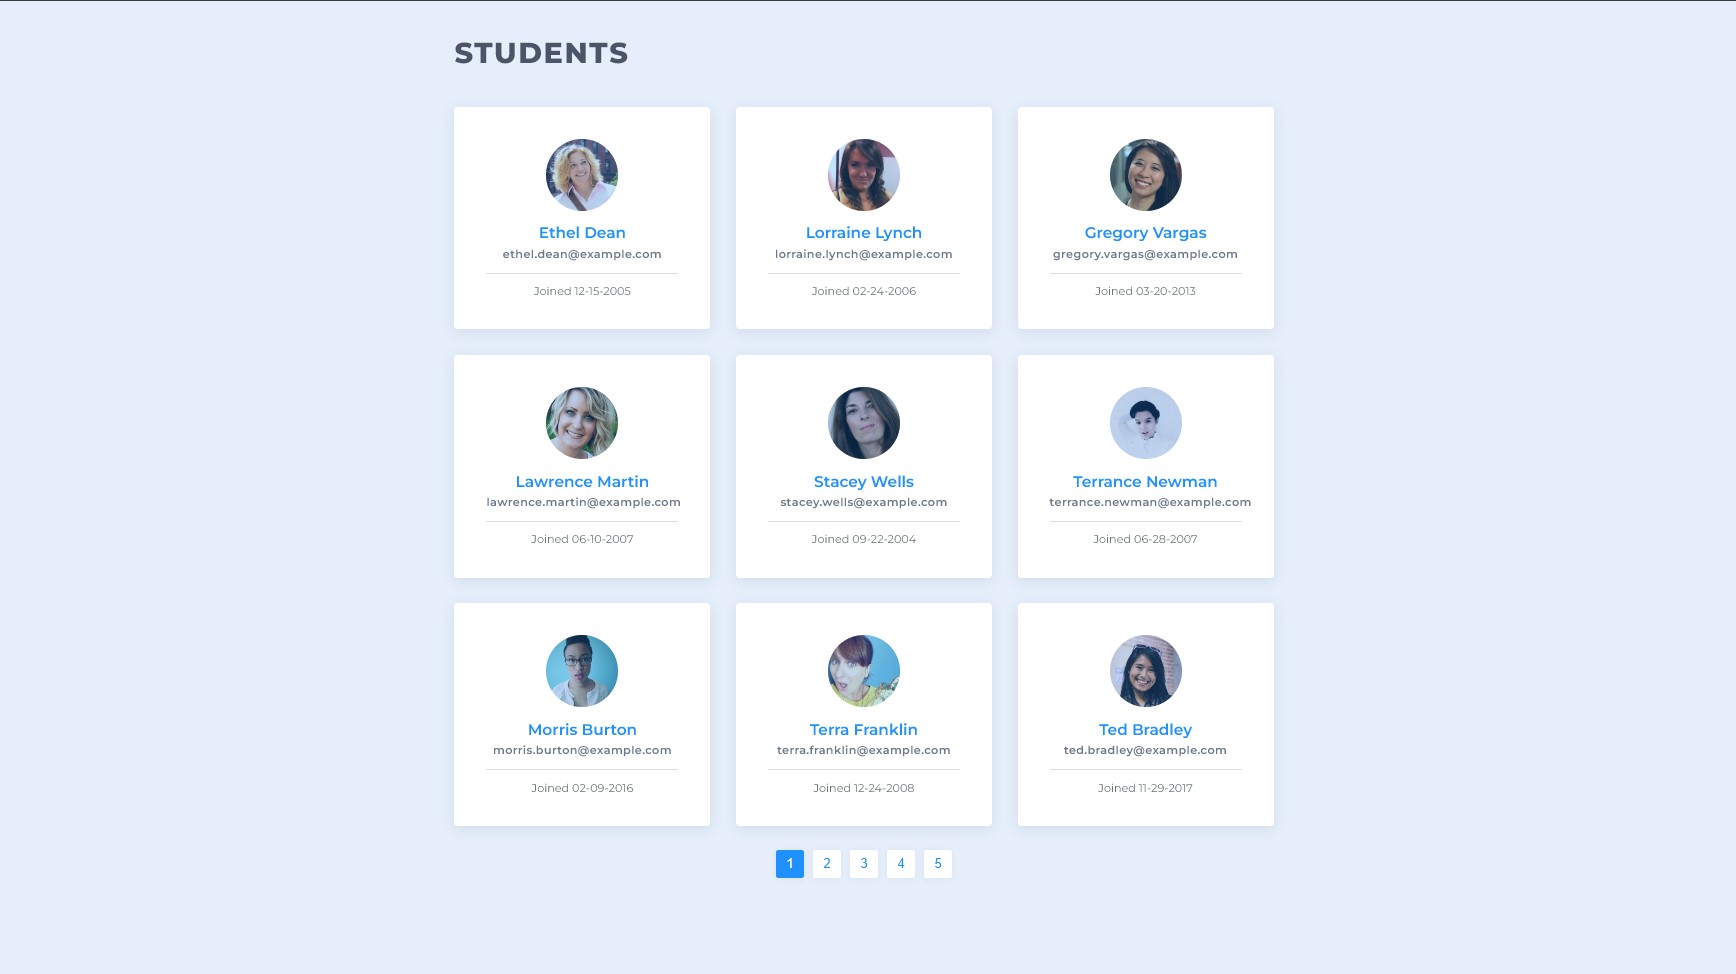 STUDENTS
Ethel Dean
ethel.dean@example.com
Joined 12-15-2005
Lorraine Lynch
lorraine.lynch@example.com
Joined 02-24-2006
Gregory Vargas
gregory.vargas@example.com
Joined 03-20-2013
Lawrence Martin
lawrence.martin@example.com
Joined 06-10-2007
Stacey Wells
stacey.wells@example.com
Joined 09-22-2004
Terrance Newman
terrance.newman@example.com
Joined 06-28-2007
Morris Burton
morris.burton@example.com
Joined 02-09-2016
Terra Franklin
terra.franklin@example.com
Joined 12-24-2008
Ted Bradley
ted.bradley@example.com
Joined 11-29-2017
1 2 3 4 5